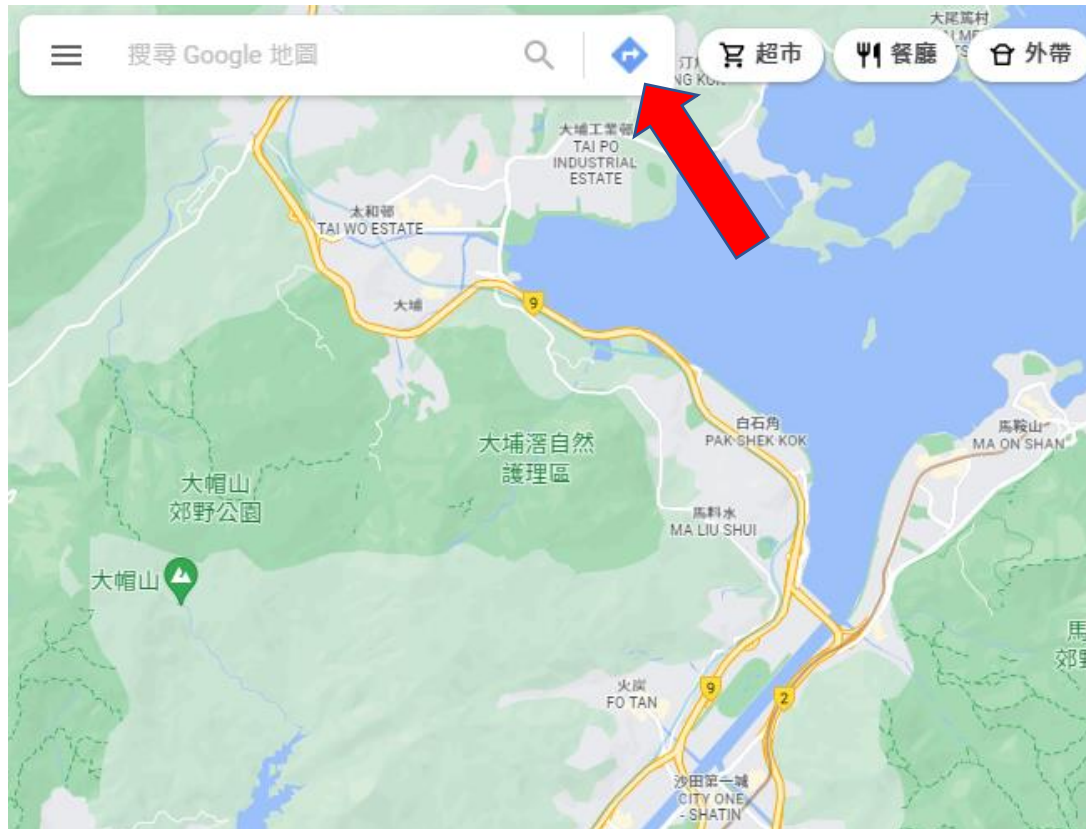 搜尋 Google 地圖
超市
餐廳
外帶
大尾篤村
大埔工業邨
TAI PO
INDUSTRIAL
ESTATE
太和邨
TAI WO ESTATE
大埔
9
白石角
PAK SHEK KOK
馬鞍山
MA ON SHAN
大埔滘自然
護理區
大帽山
郊野公園
馬料水
MA LIU SHUI
大帽山
火炭
FO TAN
9
2
沙田第一城
CITY ONE
- SHATIN